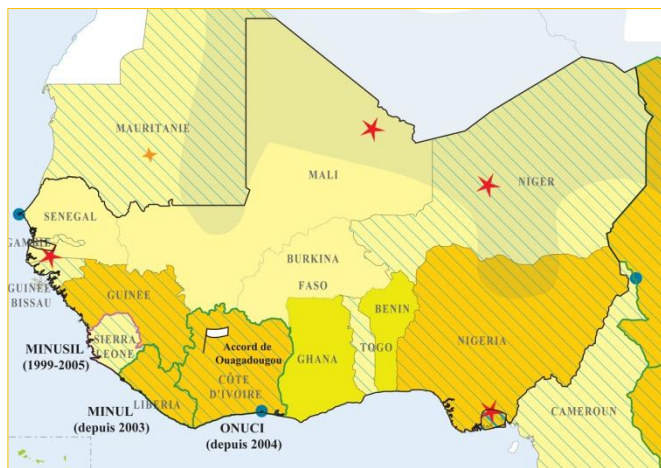 MAURITANIE
MALI
NIGER
SENEGAL
GAMBIE
BURKINA
FASO
GUINÉE
BISSAU
GUINÉE
BENIN
NIGERIA
SIERRA
LEONE
Accord de
Ouagadougou
GHANA
TOGO
MINUSIL
(1999-2005)
CÔTE
D'IVOIRE
CAMEROUN
LIBERIA
MINUL
(depuis 2003)
ONUCI
(depuis 2004)